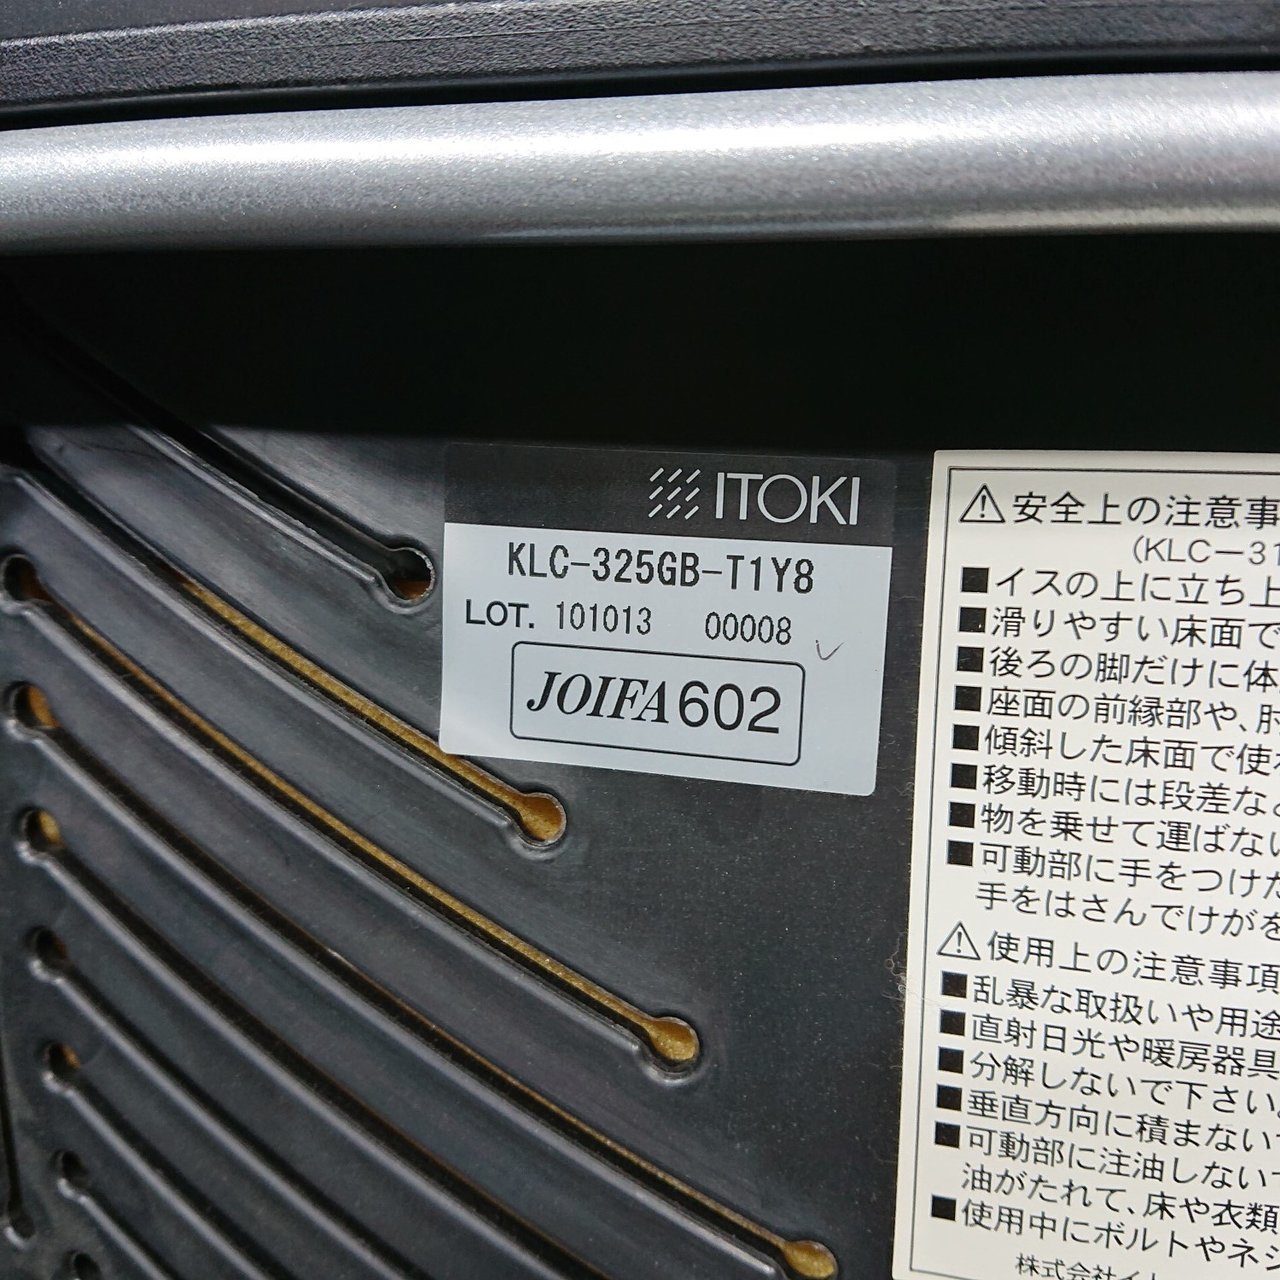 ITOKI
KLC-325GB-T1Y8
LOT. 101013 00008
JOIFA602
安全上の注意事
(KLC-31
■イスの上に立ち上
■滑りやすい床面で
■後ろの脚だけに体
■座面の前縁部や、肘
■傾斜した床面で使わ
■移動時には段差など
■物を乗せて運ばない
■可動部に手をつけた
手をはさんでけがを
使用上の注意事項
■乱暴な取扱いや用途
■直射日光や暖房器具
■分解しないで下さい
■垂直方向に積まない
■可動部に注油しない
油がたれて、床や衣類
■使用中にボルトやネジ
株式会社イト